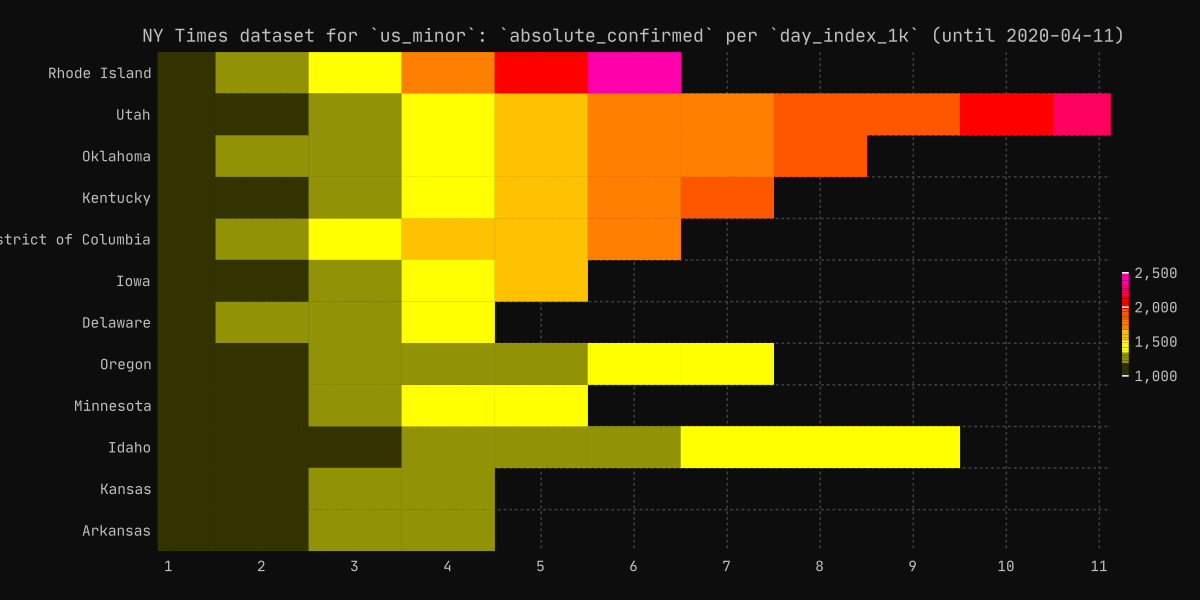 NY Times dataset for `us_minor`: `absolute_confirmed` per `day_index_1k` (until 2020-04-11)
Rhode Island
Utah
Oklahoma
Kentucky
strict of Columbia
Iowa
Delaware
Oregon
Minnesota
Idaho
Kansas
Arkansas
1 2 3 4 5 6 7 8 9 10 11
2,500
2,000
1,500
1,000